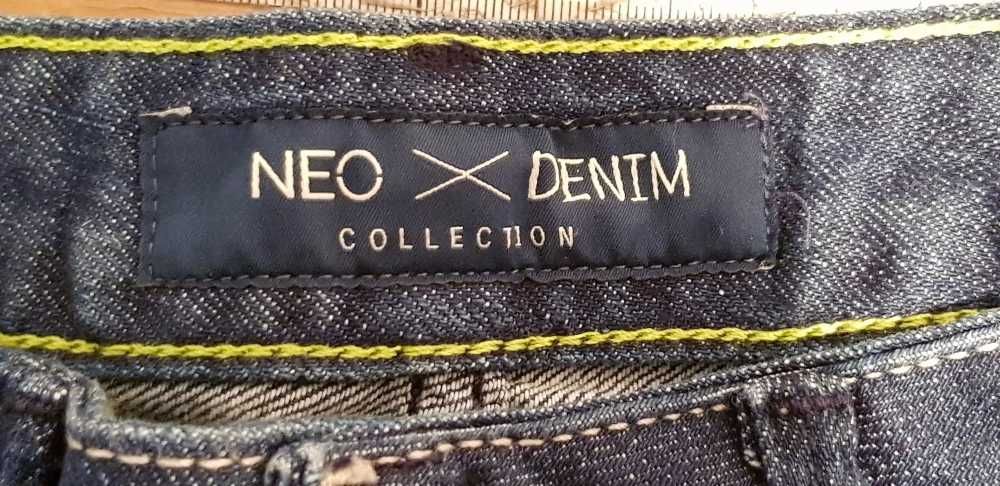 NEO X DENIM
COLLECTION